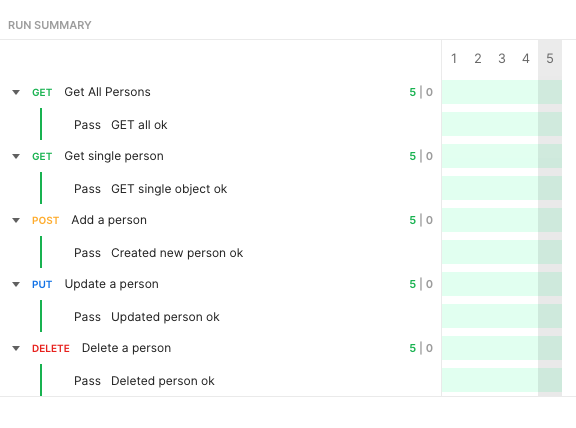 RUN SUMMARY
1 2 3 4 5
GET Get All Persons 5 | 0
Pass GET all ok
GET Get single person 5 | 0
Pass GET single object ok
POST Add a person 5 | 0
Pass Created new person ok
PUT Update a person 5 | 0
Pass Updated person ok
DELETE Delete a person 5 | 0
Pass Deleted person ok